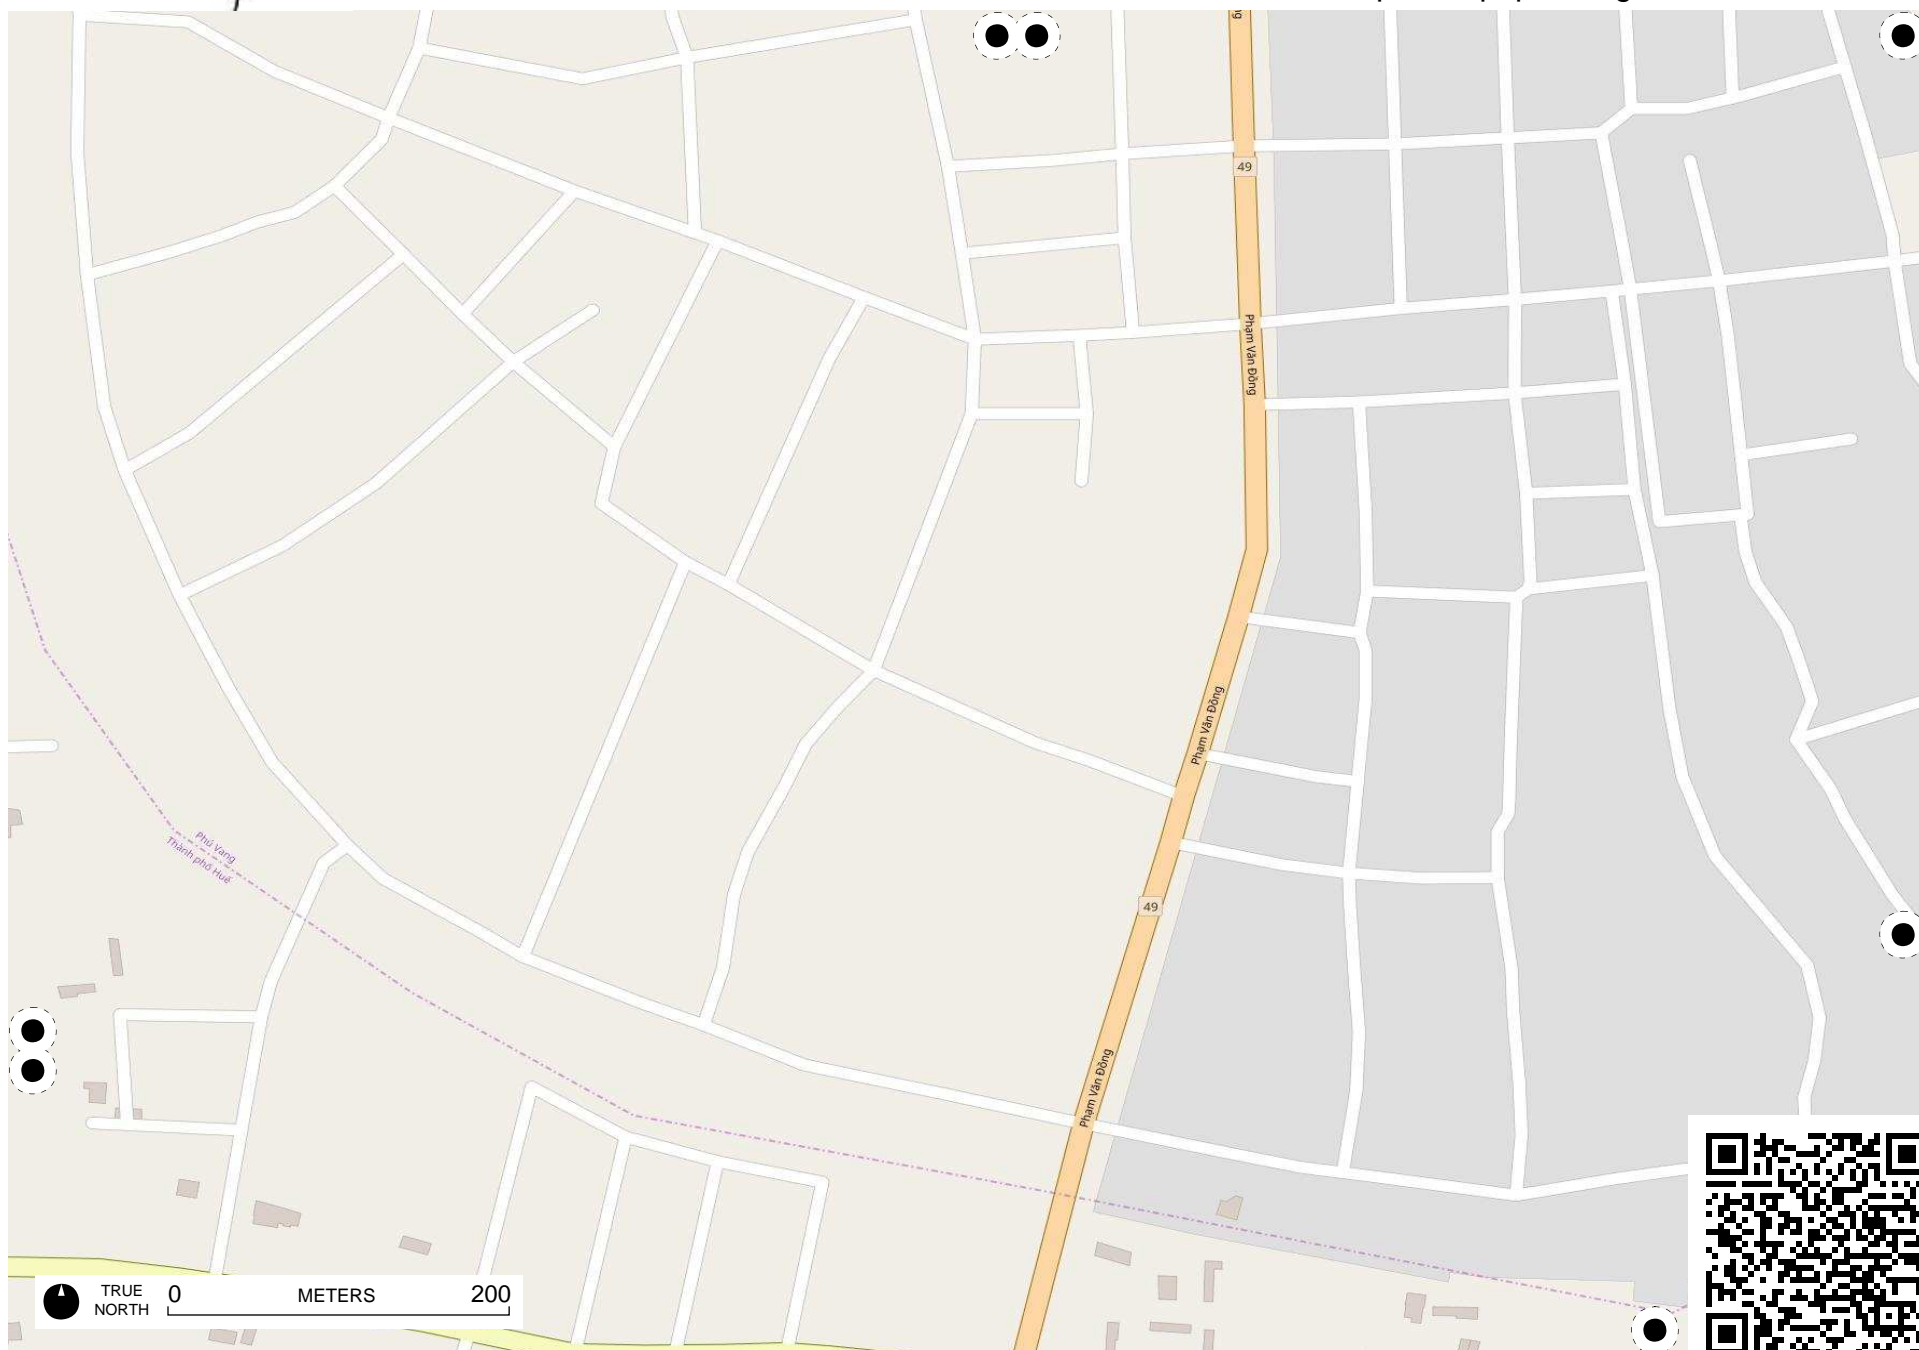 49
Phạm Văn Đồng
Phạm Văn Đồng
Phú Vang
Thành phố Huế
49
Phạm Văn Đồng
TRUE NORTH
0 METERS 200